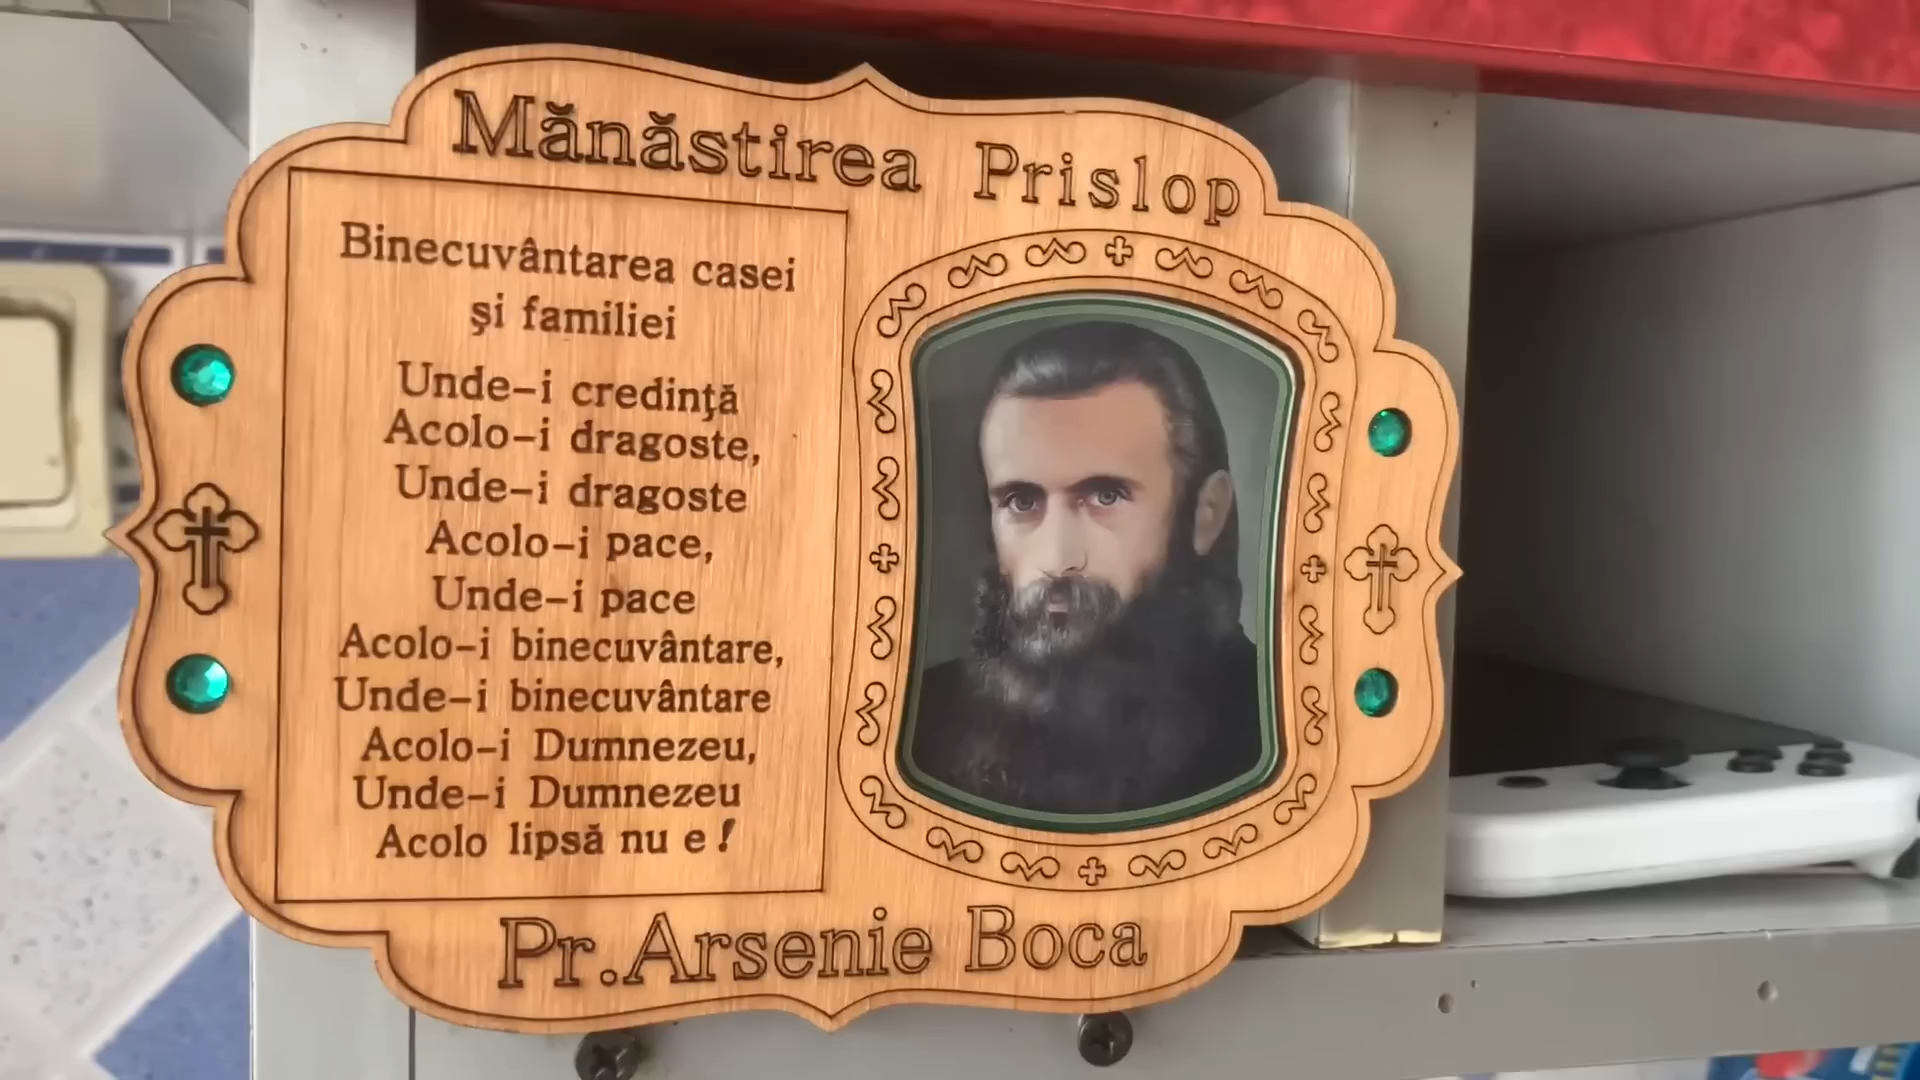 Mănăstirea Prislop
Binecuvântarea casei
şi familiei
Unde-i credinţă
Acolo-i dragoste,
Unde-i dragoste
Acolo-i pace,
Unde-i pace
Acolo-i binecuvântare,
Unde-i binecuvântare
Acolo-i Dumnezeu,
Unde-i Dumnezeu
Acolo lipsă nu e!
Pr.Arsenie Boca